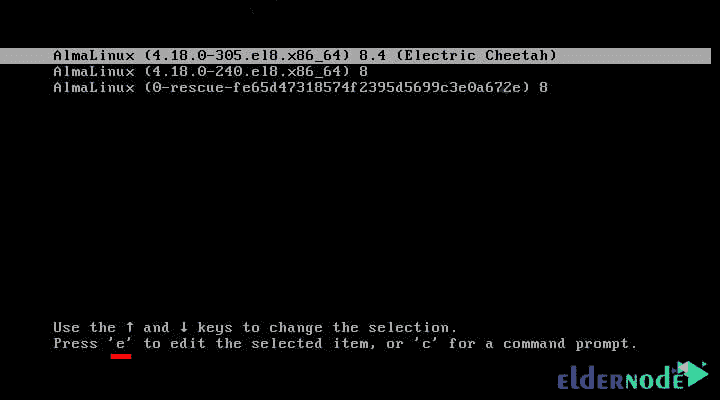 AlmaLinux (4.18.0-305.el8.x86_64) 8.4 (Electric Cheetah)
AlmaLinux (4.18.0-240.el8.x86_64) 8
AlmaLinux (0-rescue-fe65d47318574f2395d5699c3e0a672e) 8
Use the ↑ and ↓ keys to change the selection.
Press 'e' to edit the selected item, or 'c' for a command prompt.
elderNODE